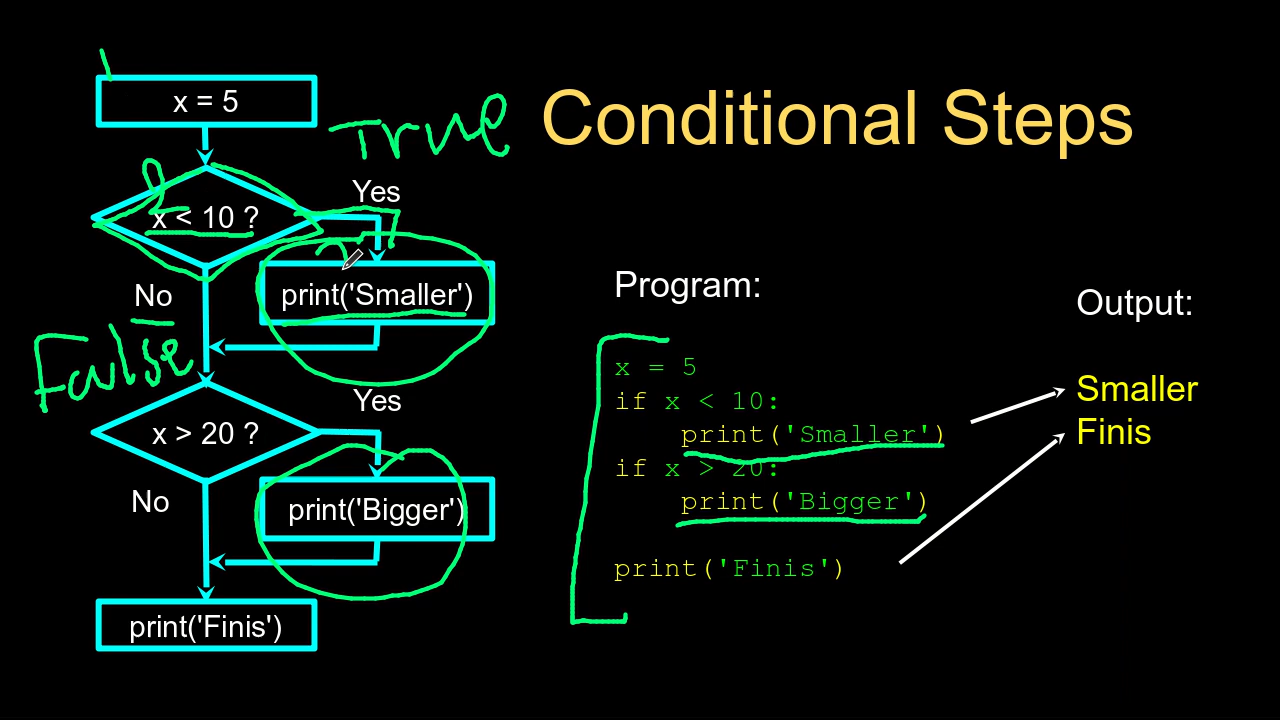 Conditional Steps
x = 5
True
x < 10 ?
Yes
print('Smaller')
No
False
x > 20 ?
Yes
print('Bigger')
No
print('Finis')
Program:
x = 5
if x < 10:
    print('Smaller')
if x > 20:
    print('Bigger')
print('Finis')
Output:
Smaller
Finis